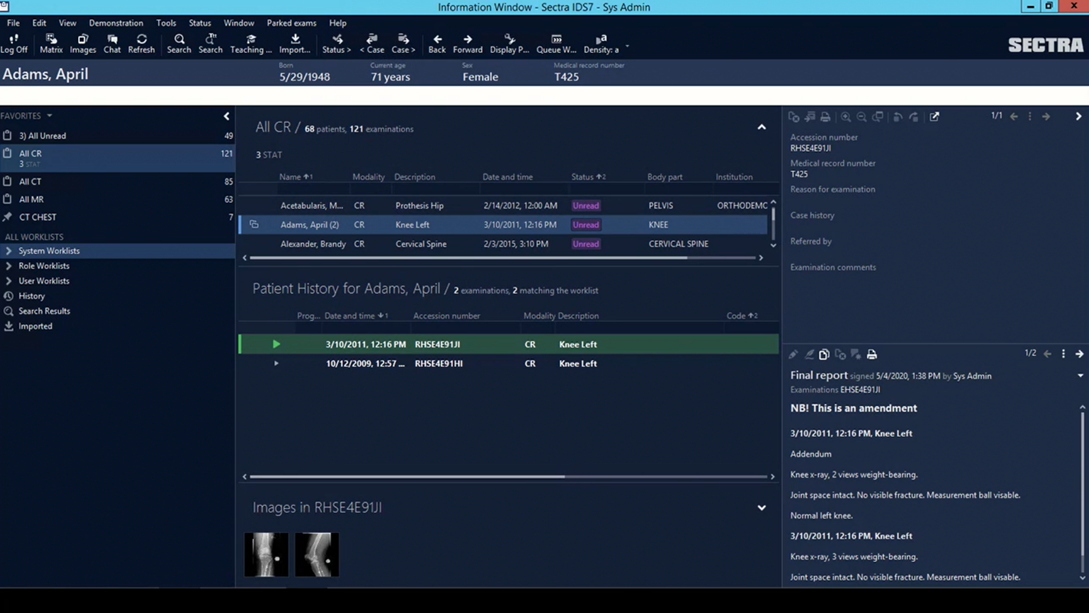 Information Window - Sectra IDS7 - Sys Admin
File Edit View Demonstration Tools Status Window Parked exams Help
Log Off Matrix Images Chat Refresh Search Search Teaching ... Import... Status > < Case Case > Back Forward Display P... Queue W... Density: a
SECTRA
Adams, April
Born Current age Sex Medical record number
5/29/1948 71 years Female T425
FAVORITES
3) All Unread 49
All CR 121
3 STAT
All CT 85
All MR 63
CT CHEST 7
ALL WORKLISTS
System Worklists
Role Worklists
User Worklists
History
Search Results
Imported
All CR / 68 patients, 121 examinations
3 STAT
Name 1 Modality Description Date and time Status 2 Body part Institution
Acetabularis, M... CR Prothesis Hip 2/14/2012, 12:00 AM Unread PELVIS ORTHODEMO
Adams, April (2) CR Knee Left 3/10/2011, 12:16 PM Unread KNEE
Alexander, Brandy CR Cervical Spine 2/3/2015, 3:10 PM Unread CERVICAL SPINE
Patient History for Adams, April / 2 examinations, 2 matching the worklist
Prog... Date and time 1 Accession number Modality Description Code 2
3/10/2011, 12:16 PM RHSE4E91JI CR Knee Left
10/12/2009, 12:57 ... RHSE4E91HI CR Knee Left
Images in RHSE4E91JI
1/1
Accession number
RHSE4E91JI
Medical record number
T425
Reason for examination
Case history
Referred by
Examination comments
1/2
Final report signed 5/4/2020, 1:38 PM by Sys Admin
Examinations EHSE4E91JI
NB! This is an amendment
3/10/2011, 12:16 PM, Knee Left
Addendum
Knee x-ray, 2 views weight-bearing.
Joint space intact. No visible fracture. Measurement ball visable.
Normal left knee.
3/10/2011, 12:16 PM, Knee Left
Knee x-ray, 3 views weight-bearing.
Joint space intact. No visible fracture. Measurement ball visable.